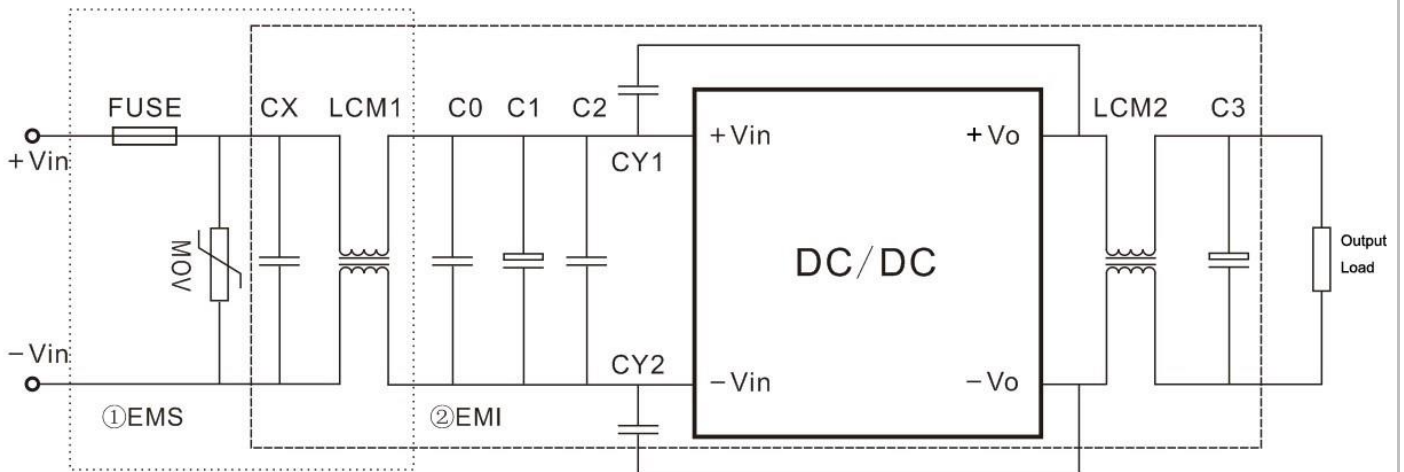 FUSE
CX
LCM1
C0
C1
C2
LCM2
C3
+Vin
CY1
+Vin
+Vo
MOV
DC/DC
Output
Load
−Vin
CY2
−Vin
−Vo
①EMS
②EMI